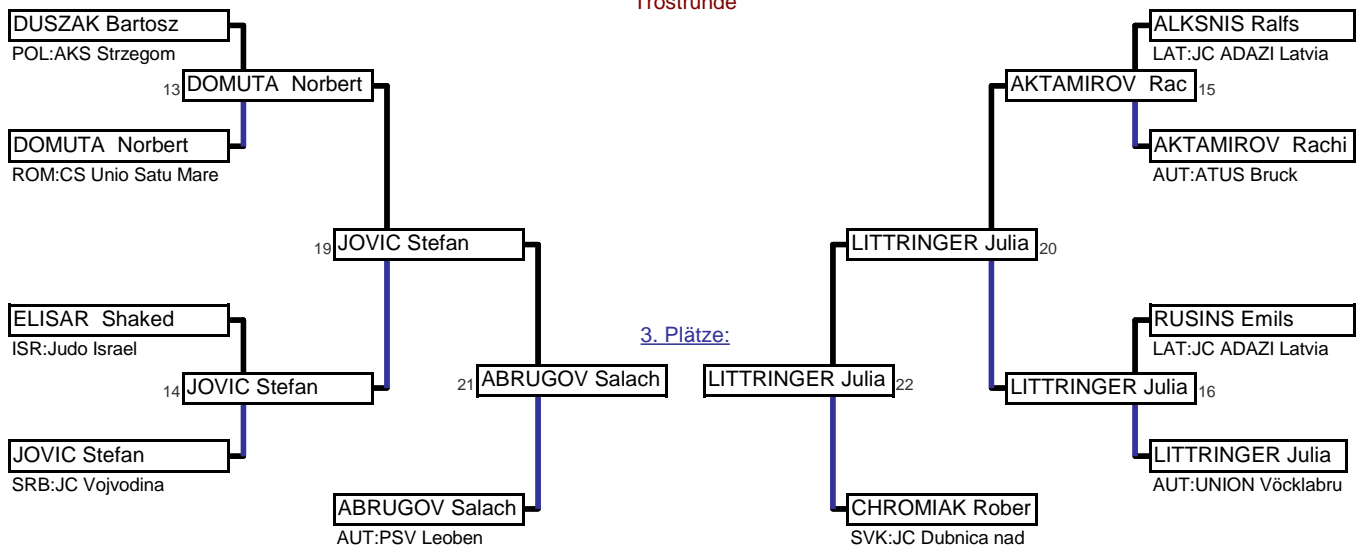 Trostrunde
DUSZAK Bartosz
POL:AKS Strzegom
13 DOMUTA Norbert
DOMUTA Norbert
ROM:CS Unio Satu Mare
19 JOVIC Stefan
ELISAR Shaked
ISR:Judo Israel
14 JOVIC Stefan
JOVIC Stefan
SRB:JC Vojvodina
21 ABRUGOV Salach
ABRUGOV Salach
AUT:PSV Leoben
3. Plätze:
ALKSNIS Ralfs
LAT:JC ADAZI Latvia
AKTAMIROV Rac 15
AKTAMIROV Rachi
AUT:ATUS Bruck
LITTRINGER Julia 20
RUSINS Emils
LAT:JC ADAZI Latvia
LITTRINGER Julia 16
LITTRINGER Julia
AUT:UNION Vöcklabru
LITTRINGER Julia 22
CHROMIAK Rober
SVK:JC Dubnica nad